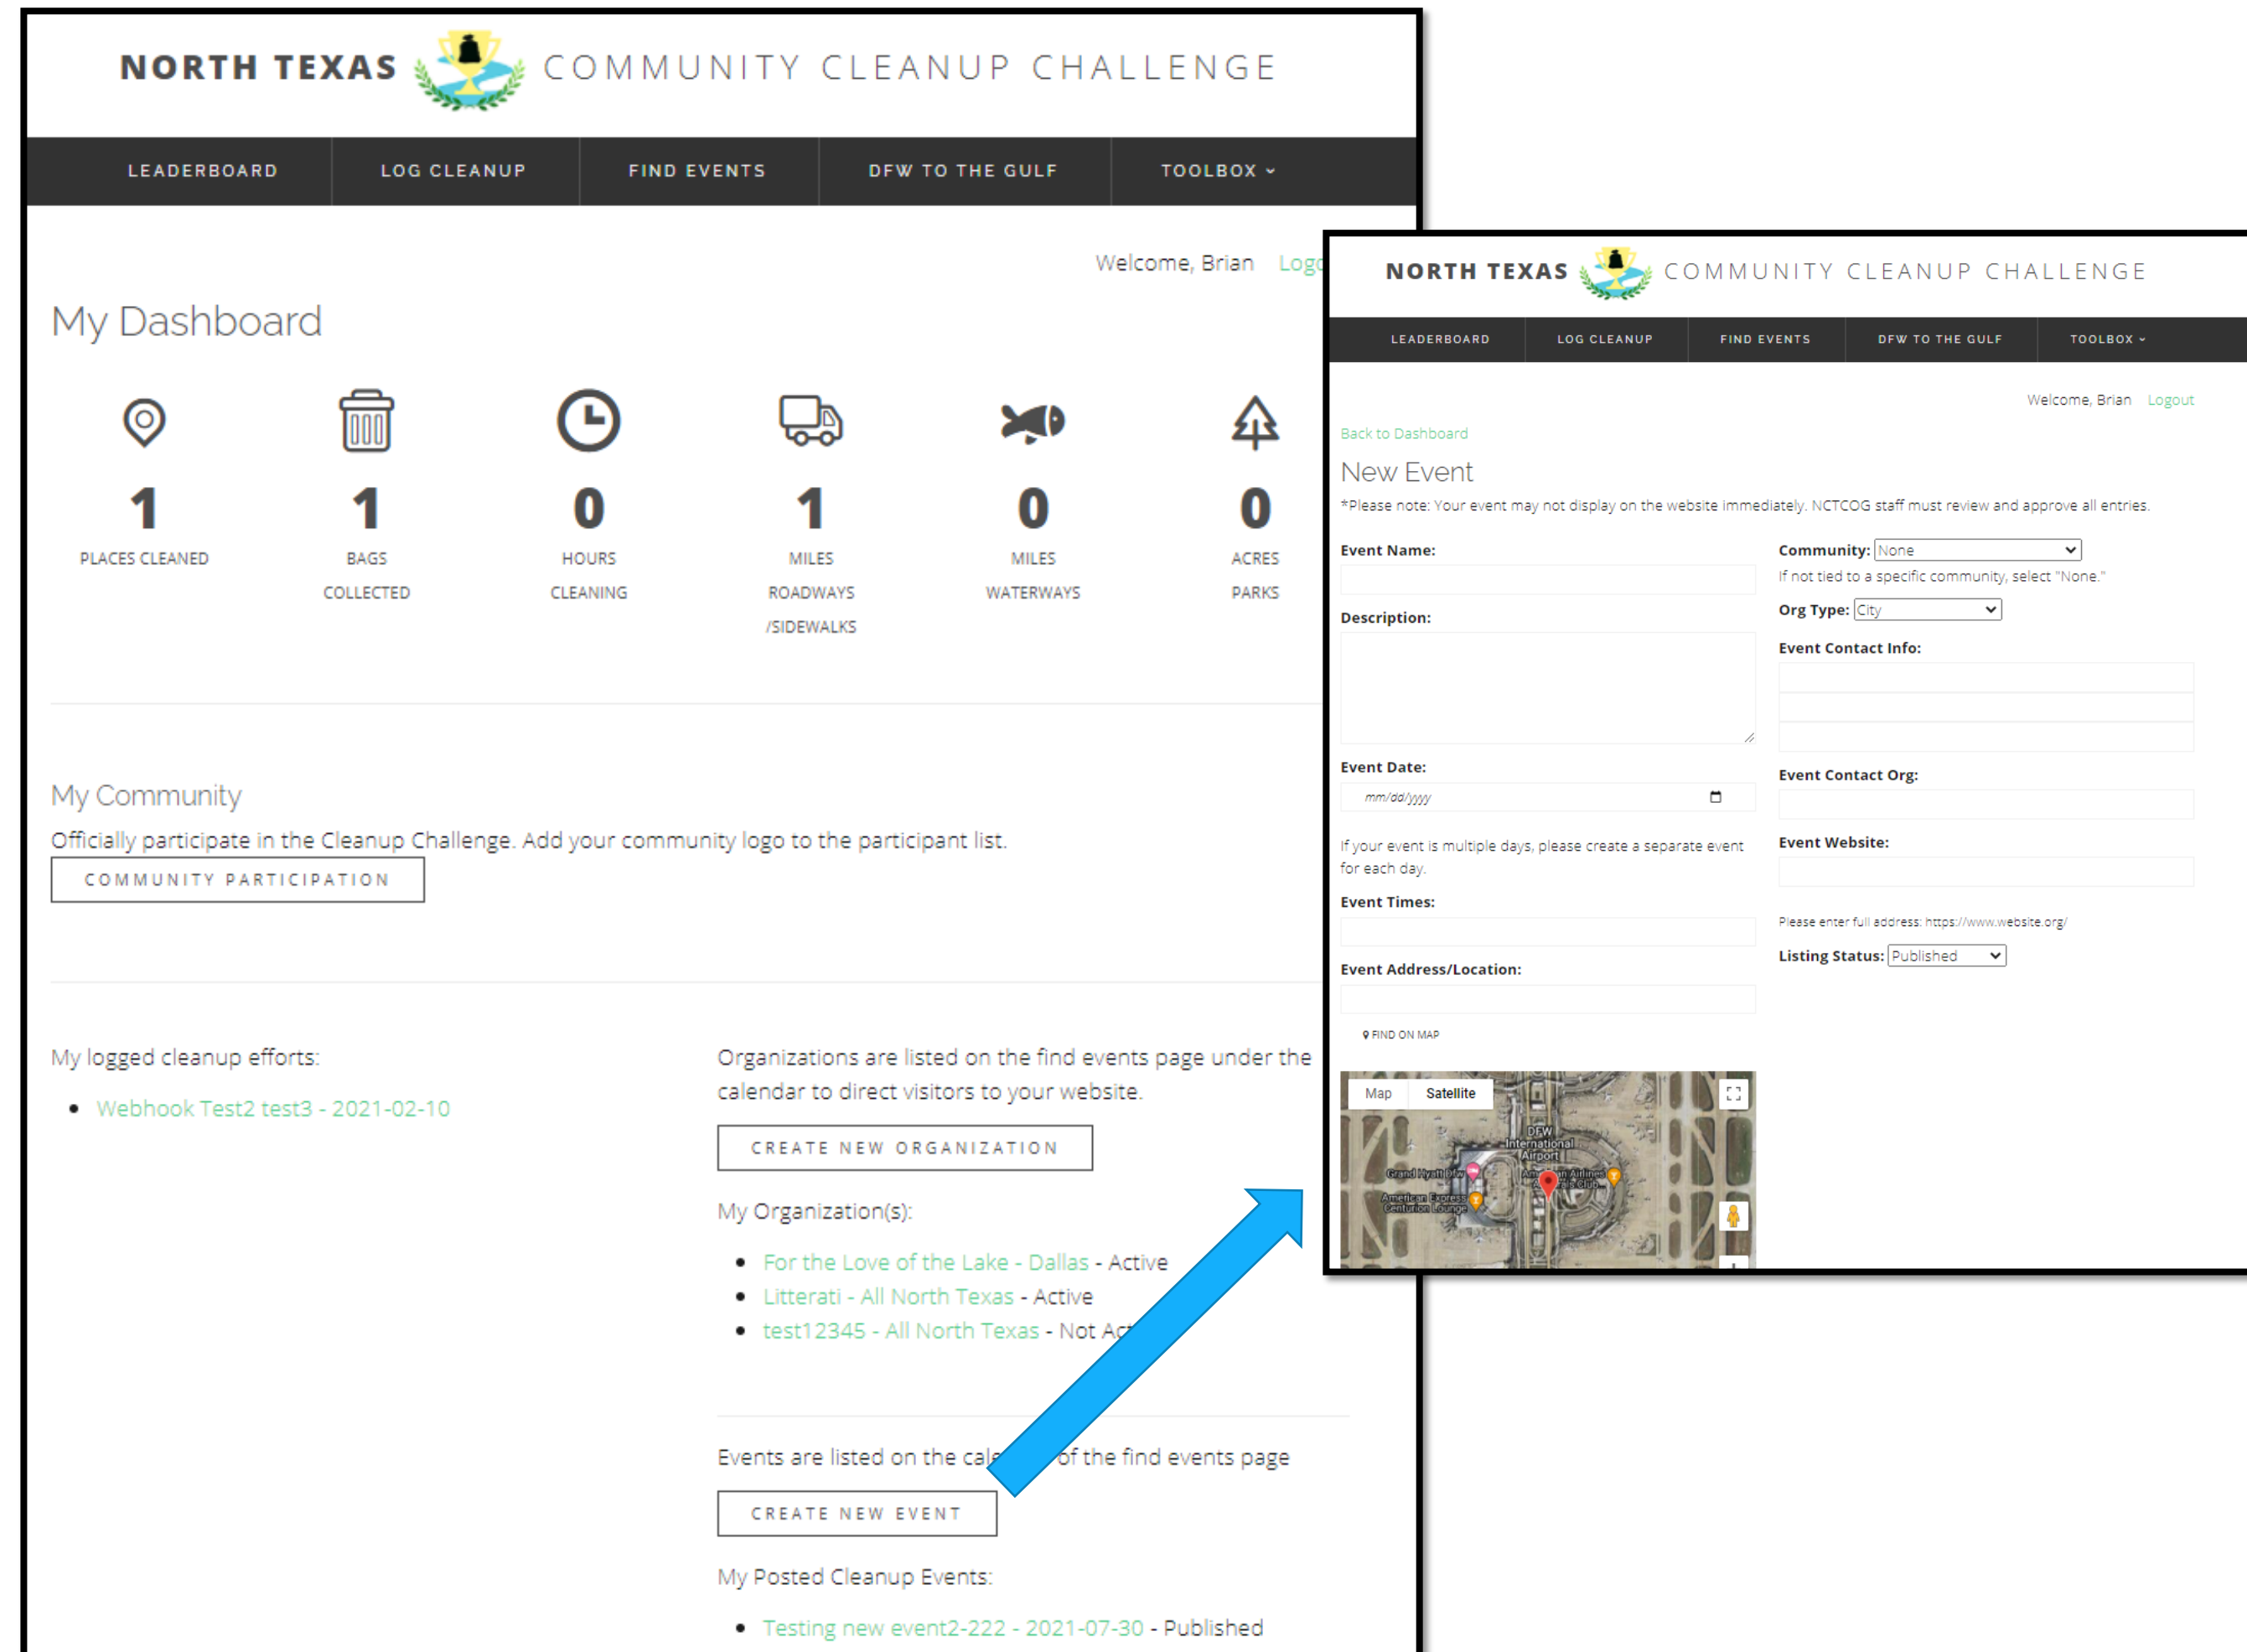 NORTH TEXAS COMMUNITY CLEANUP CHALLENGE
LEADERBOARD LOG CLEANUP FIND EVENTS DFW TO THE GULF TOOLBOX
Welcome, Brian
My Dashboard
1 1 0 1 0 0
PLACES CLEANED BAGS HOURS MILES MILES ACRES
COLLECTED CLEANING ROADWAYS WATERWAYS PARKS
/SIDEWALKS
My Community
Officially participate in the Cleanup Challenge. Add your community logo to the participant list.
COMMUNITY PARTICIPATION
My logged cleanup efforts:
• Webhook Test2 test3 - 2021-02-10
Organizations are listed on the find events page under the
calendar to direct visitors to your website.
CREATE NEW ORGANIZATION
My Organization(s):
• For the Love of the Lake - Dallas - Active
• Litterati - All North Texas - Active
• test12345 - All North Texas - Not
Events are listed on the of the find events page
CREATE NEW EVENT
My Posted Cleanup Events:
• Testing new event2-222 - 2021-07-30 - Published
NORTH TEXAS COMMUNITY CLEANUP CHALLENGE
LEADERBOARD LOG CLEANUP FIND EVENTS DFW TO THE GULF TOOLBOX
Welcome, Brian Logout
Back to Dashboard
New Event
*Please note: Your event may not display on the website immediately. NCTCOG staff must review and approve all entries.
Event Name:
Description:
Event Date:
mm/dd/yyyy
If your event is multiple days, please create a separate event
for each day.
Event Times:
Event Address/Location:
FIND ON MAP
Map Satellite
DFW
International
Airport
Grand Hyatt Dfw
American Airlines
Club
American Express
Centurion Lounge
Community: None
If not tied to a specific community, select "None."
Org Type: City
Event Contact Info:
Event Contact Org:
Event Website:
Please enter full address: https://www.website.org/
Listing Status: Published